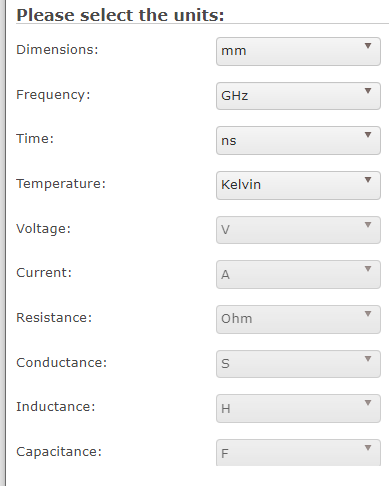 Please select the units:
Dimensions: mm
Frequency: GHz
Time: ns
Temperature: Kelvin
Voltage: V
Current: A
Resistance: Ohm
Conductance: S
Inductance: H
Capacitance: F